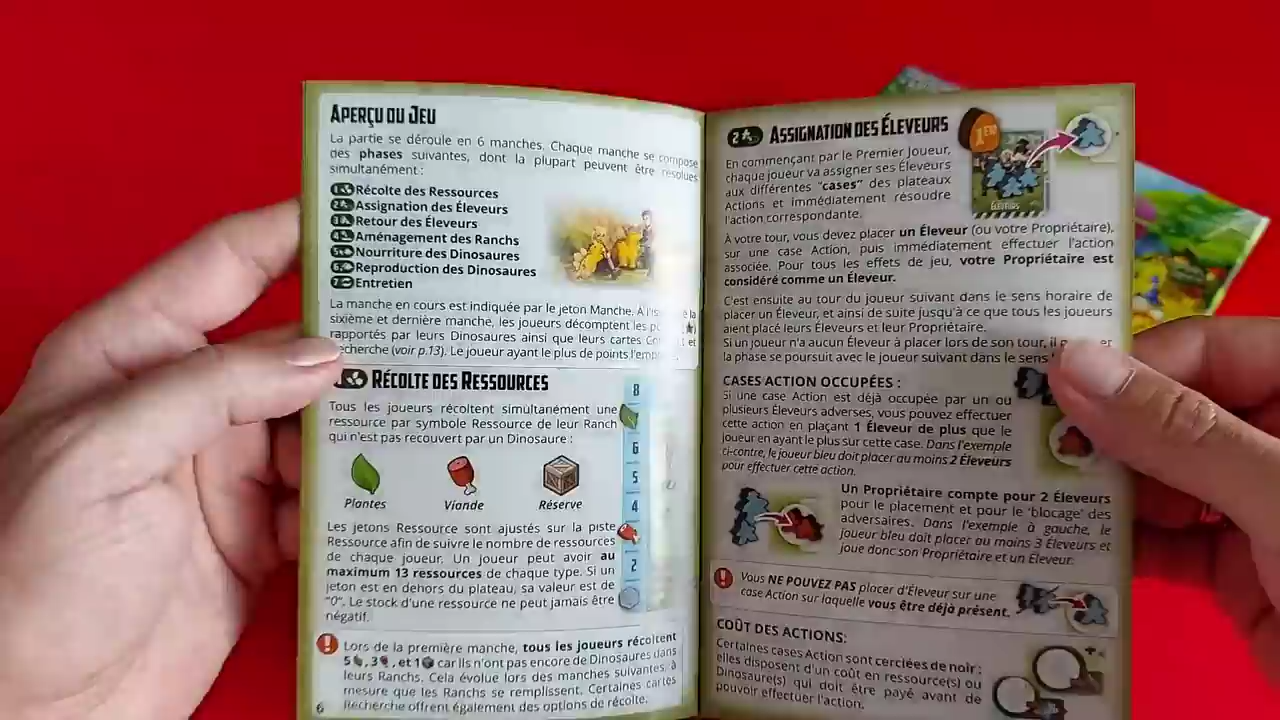 APERÇU DU JEU
La partie se déroule en 6 manches. Chaque manche se compose
des phases suivantes, dont la plupart peuvent être résolues
simultanément :
1 Récolte des Ressources
2 Assignation des Éleveurs
3 Retour des Éleveurs
4 Aménagement des Ranchs
5 Nourriture des Dinosaures
6 Reproduction des Dinosaures
7 Entretien
La manche en cours est indiquée par le jeton Manche. À l'is la
sixième et dernière manche, les joueurs décomptent les
rapportés par leurs Dinosaures ainsi que leurs cartes et
Recherche (voir p.13). Le joueur ayant le plus de points
RÉCOLTE DES RESSOURCES
Tous les joueurs récoltent simultanément une
ressource par symbole Ressource de leur Ranch
qui n'est pas recouvert par un Dinosaure :
Plantes Viande Réserve
8
6
5
4
2
Les jetons Ressource sont ajustés sur la piste
Ressource afin de suivre le nombre de ressources
de chaque joueur. Un joueur peut avoir au
maximum 13 ressources de chaque type. Si un
jeton est en dehors du plateau, sa valeur est de
"0". Le stock d'une ressource ne peut jamais être
négatif.
Lors de la première manche, tous les joueurs récoltent
5, 3, et 1 car ils n'ont pas encore de Dinosaures dans
leurs Ranchs. Cela évolue lors des manches suivantes, à
mesure que les Ranchs se remplissent. Certaines cartes
Recherche offrent également des options de récolte.
6
2 ASSIGNATION DES ÉLEVEURS
1ER
ÉLEVEURS
En commençant par le Premier Joueur,
chaque joueur va assigner ses Éleveurs
aux différentes "cases" des plateaux
Actions et immédiatement résoudre
l'action correspondante.
À votre tour, vous devez placer un Éleveur (ou votre Propriétaire),
sur une case Action, puis immédiatement effectuer l'action
associée. Pour tous les effets de jeu, votre Propriétaire est
considéré comme un Éleveur.
C'est ensuite au tour du joueur suivant dans le sens horaire de
placer un Éleveur, et ainsi de suite jusqu'à ce que tous les joueurs
aient placé leurs Éleveurs et leur Propriétaire.
Si un joueur n'a aucun Éleveur à placer lors de son tour, il
la phase se poursuit avec le joueur suivant dans le sens
CASES ACTION OCCUPÉES :
Si une case Action est déjà occupée par un ou
plusieurs Éleveurs adverses, vous pouvez effectuer
cette action en plaçant 1 Éleveur de plus que le
joueur en ayant le plus sur cette case. Dans l'exemple
ci-contre, le joueur bleu doit placer au moins 2 Éleveurs
pour effectuer cette action.
Un Propriétaire compte pour 2 Éleveurs
pour le placement et pour le 'blocage' des
adversaires. Dans l'exemple à gauche, le
joueur bleu doit placer au moins 3 Éleveurs et
joue donc son Propriétaire et un Éleveur.
Vous NE POUVEZ PAS placer d'Éleveur sur une
case Action sur laquelle vous être déjà présent.
COÛT DES ACTIONS:
Certaines cases Action sont cerclées de noir :
elles disposent d'un coût en ressource(s) ou
Dinosaure(s) qui doit être payé avant de
pouvoir effectuer l'action.